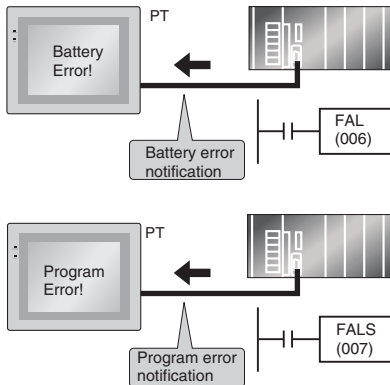 PT
Battery
Error!
Battery error
notification
FAL
(006)
PT
Program
Error!
Program error
notification
FALS
(007)